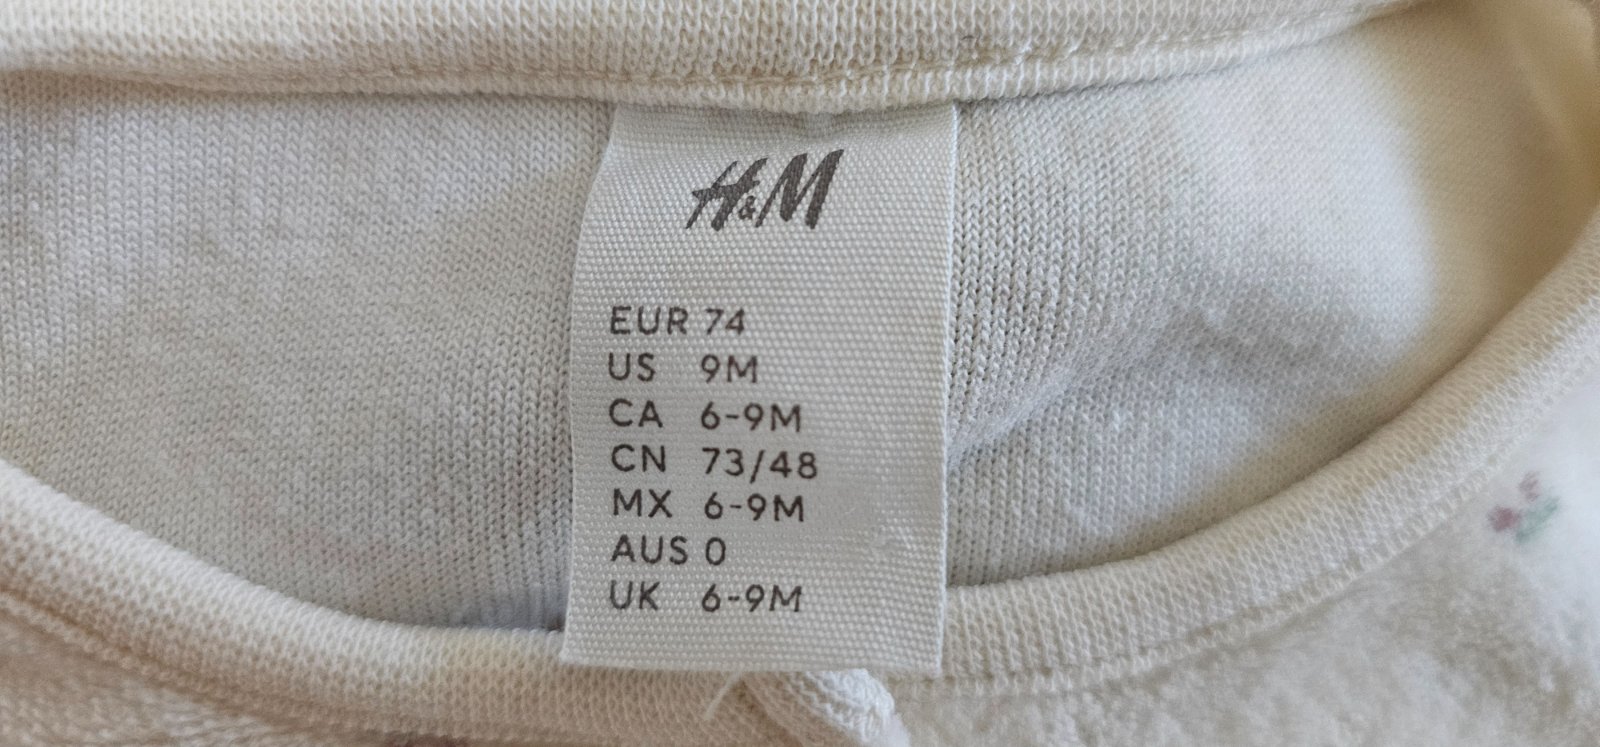 H&M
EUR 74
US 9M
CA 6-9M
CN 73/48
MX 6-9M
AUS 0
UK 6-9M